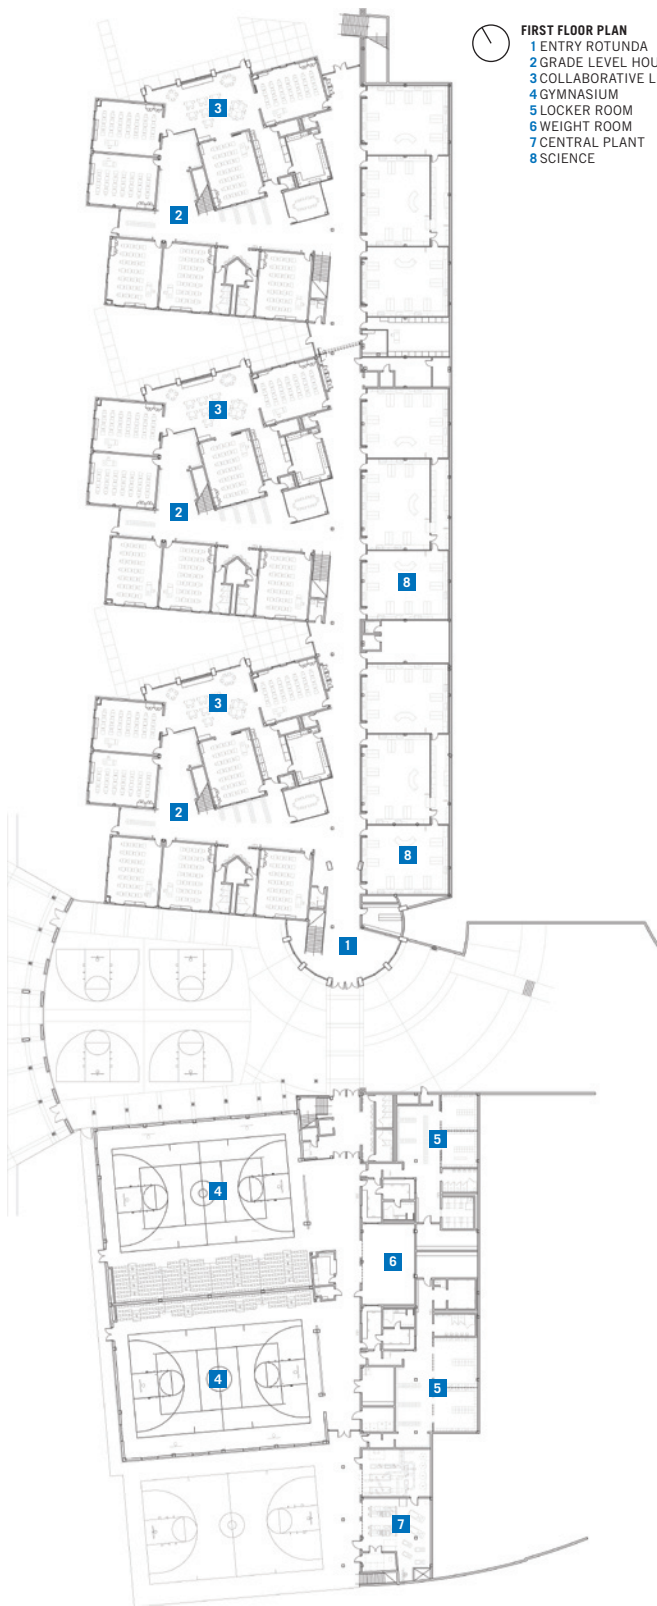 FIRST FLOOR PLAN
1 ENTRY ROTUNDA
2 GRADE LEVEL HOU
3 COLLABORATIVE L
4 GYMNASIUM
5 LOCKER ROOM
6 WEIGHT ROOM
7 CENTRAL PLANT
8 SCIENCE
3
2
3
2
8
3
2
8
1
5
4
6
4
5
7